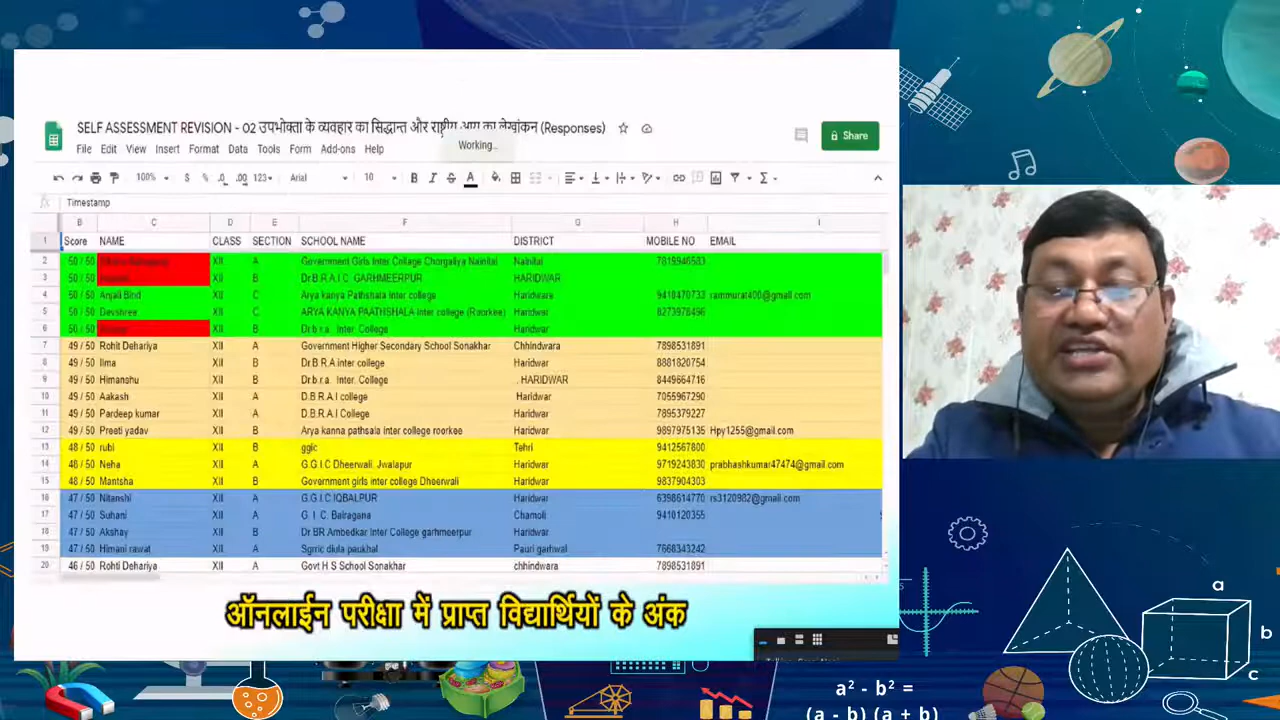 SELF ASSESSMENT REVISION - 02 उपभोक्ता के व्यवहार का सिद्धान्त और राष्ट्रीय आय का लेखांकन (Responses)
File Edit View Insert Format Data Tools Form Add-ons Help
Working...
Share
100% $ % .0 .00 123 Arial 10 B I S A
fx Timestamp
B C D E F G H I
1 Score NAME CLASS SECTION SCHOOL NAME DISTRICT MOBILE NO EMAIL
2 50 / 50 XII A Government Girls Inter Collage Chorgaliya Nainital Nainital 7819946583
3 50 / 50 XII B Dr.B.R.A.I C. GARHMEERPUR HARIDWAR
4 50 / 50 Anjali Bind XII C Arya kanya Pathshala inter college Haridware 9418470733 rammurat400@gmail.com
5 50 / 50 Devshree XII C ARYA KANYA PAATHSHALA inter college (Roorkee) Haridwar 8273978496
6 50 / 50 XII B Dr.b.r.a. Inter. College Haridwar
7 49 / 50 Rohit Dehariya XII A Government Higher Secondary School Sonakhar Chhindwara 7898531891
8 49 / 50 Ilma XII B Dr.B.R.A inter college Haridwar 8881820754
9 49 / 50 Himanshu XII B Dr.b.r.a. Inter. College . HARIDWAR 8449664716
10 49 / 50 Aakash XII A D.B.R.A.I college Haridwar 7055967290
11 49 / 50 Pardeep kumar XII A D.B.R.A.I College Haridwar 7895379227
12 49 / 50 Preeti yadav XII B Arya kanna pathsala inter college roorkee Haridwar 9897975135 Hpy1255@gmail.com
13 48 / 50 rubi XII B ggic Tehri 9412567800
14 48 / 50 Neha XII A G.G.I.C Dheerwali, Jwalapur Haridwar 9719243830 prabhashkumar47474@gmail.com
15 48 / 50 Mantsha XII B Government girls inter college Dheerwali Haridwar 9837904303
16 47 / 50 Nitanshi XII A G.G.I.C IQBALPUR Haridwar 6398614770 rs3120982@gmail.com
17 47 / 50 Suhani XII A G. I. C. Bairagana Chamoli 9410120355
18 47 / 50 Akshay XII B Dr BR Ambedkar Inter College garhmeerpur Haridwar
19 47 / 50 Himani rawat XII A Sgrric diula paukhal Pauri garhwal 7668343242
20 46 / 50 Rohti Dehariya XII A Govt H S School Sonakhar chhindwara 7898531891
ऑनलाईन परीक्षा में प्राप्त विद्यार्थियों के अंक
a
b
c
a² - b² =
(a - b) (a + b)